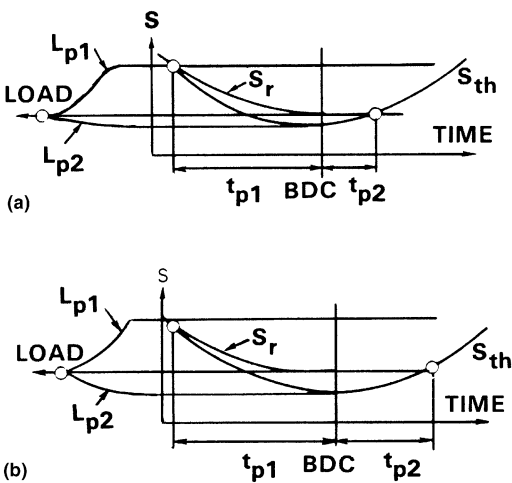 S
Lp1
Sr
Sth
LOAD
Lp2
TIME
tp1 BDC tp2
(a)
S
Lp1
Sr
LOAD
Sth
Lp2
TIME
tp1 BDC tp2
(b)